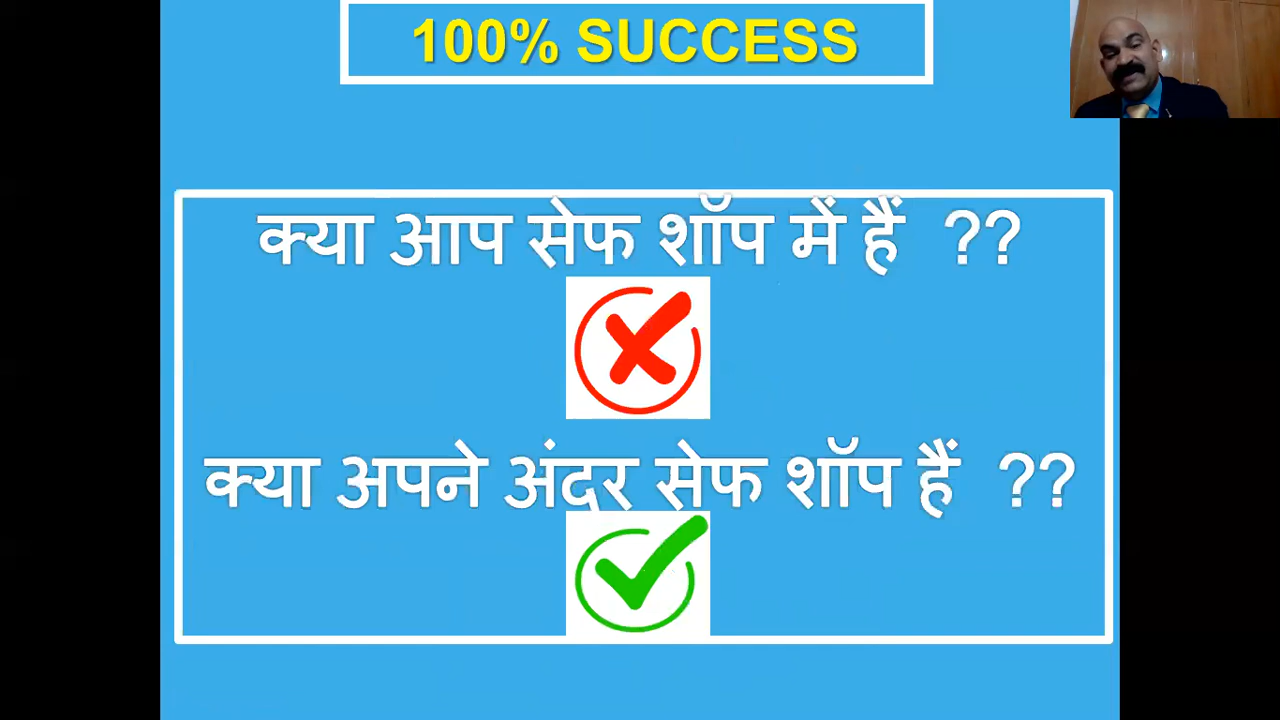 100% SUCCESS
क्या आप सेफ शॉप में हैं ??
क्या अपने अंदर सेफ शॉप हैं ??